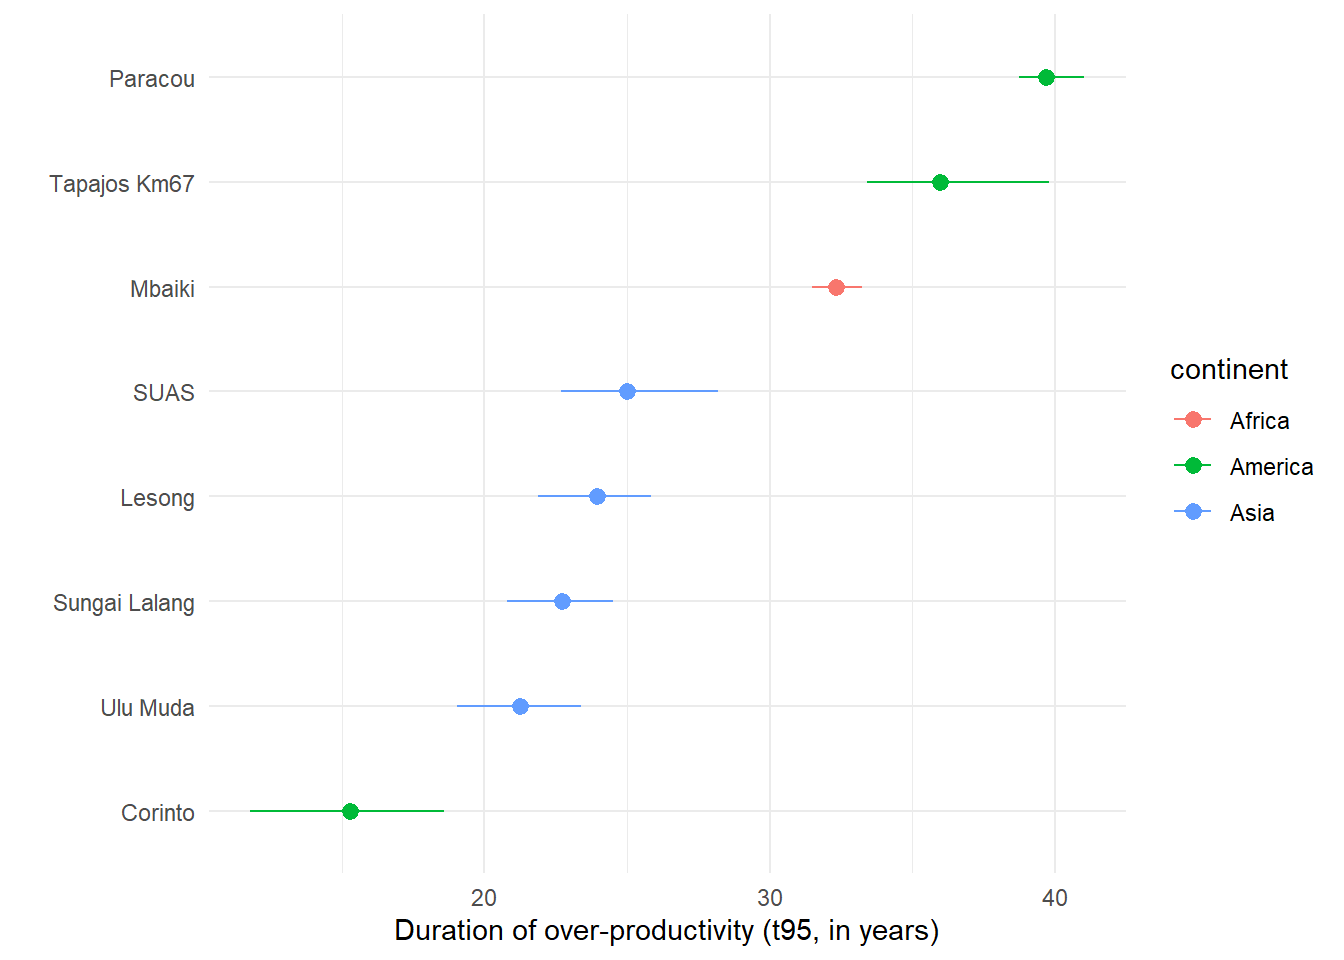 Paracou
Tapajos Km67
Mbaiki
SUAS
Lesong
Sungai Lalang
Ulu Muda
Corinto
20 30 40
Duration of over-productivity (t95, in years)
continent
Africa
America
Asia